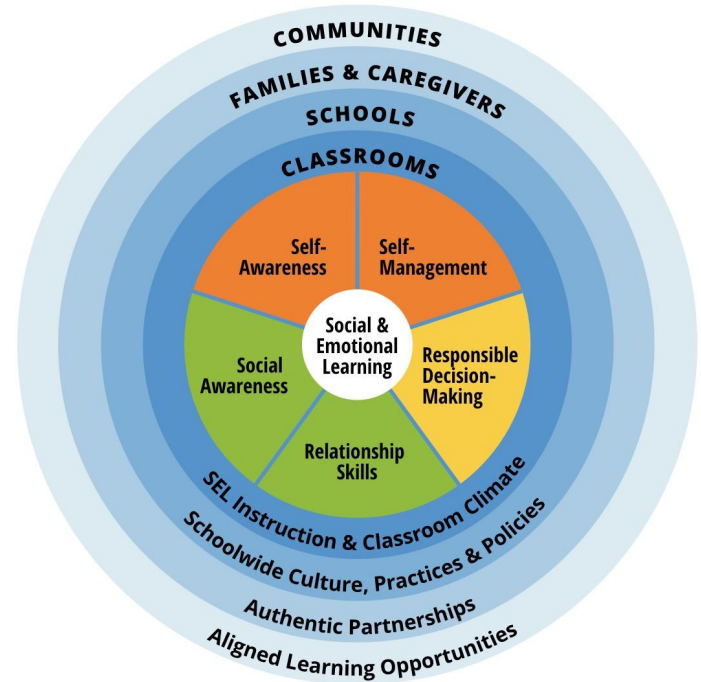 COMMUNITIES
FAMILIES & CAREGIVERS
SCHOOLS
CLASSROOMS
Self-
Awareness
Self-
Management
Social &
Emotional
Learning
Social
Awareness
Responsible
Decision-
Making
Relationship
Skills
SEL Instruction & Classroom Climate
Schoolwide Culture, Practices & Policies
Authentic Partnerships
Aligned Learning Opportunities